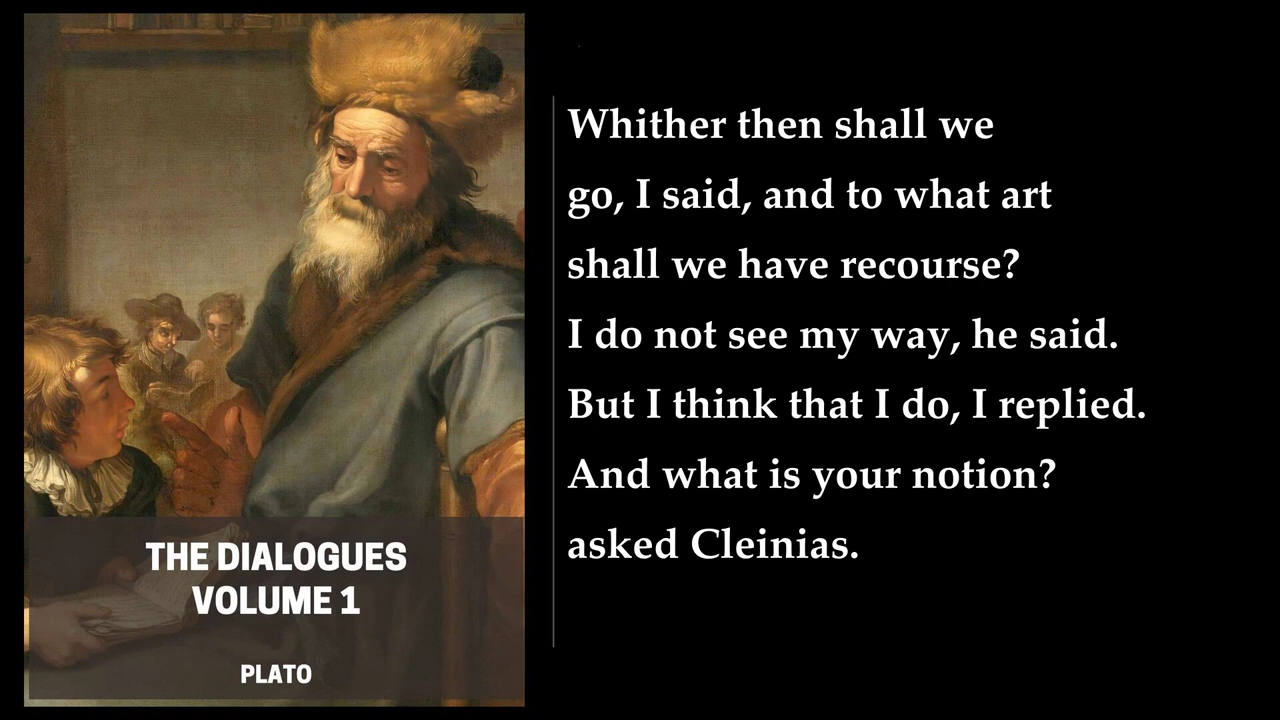 THE DIALOGUES
VOLUME 1
PLATO
Whither then shall we
go, I said, and to what art
shall we have recourse?
I do not see my way, he said.
But I think that I do, I replied.
And what is your notion?
asked Cleinias.